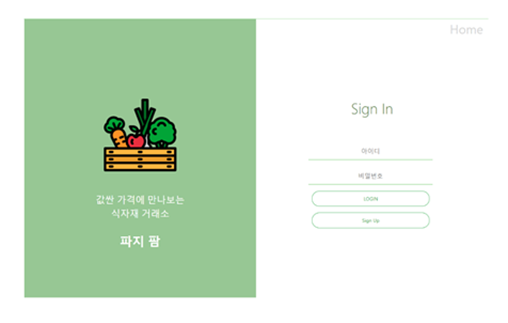 Home
값싼 가격에 만나보는
식자재 거래소
파지 팜
Sign In
아이디
비밀번호
LOGIN
Sign Up